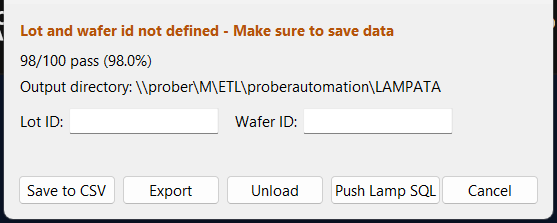 Lot and wafer id not defined - Make sure to save data
98/100 pass (98.0%)
Output directory: \\prober\M\ETL\proberautomation\LAMPATA
Lot ID: Wafer ID:
Save to CSV Export Unload Push Lamp SQL Cancel